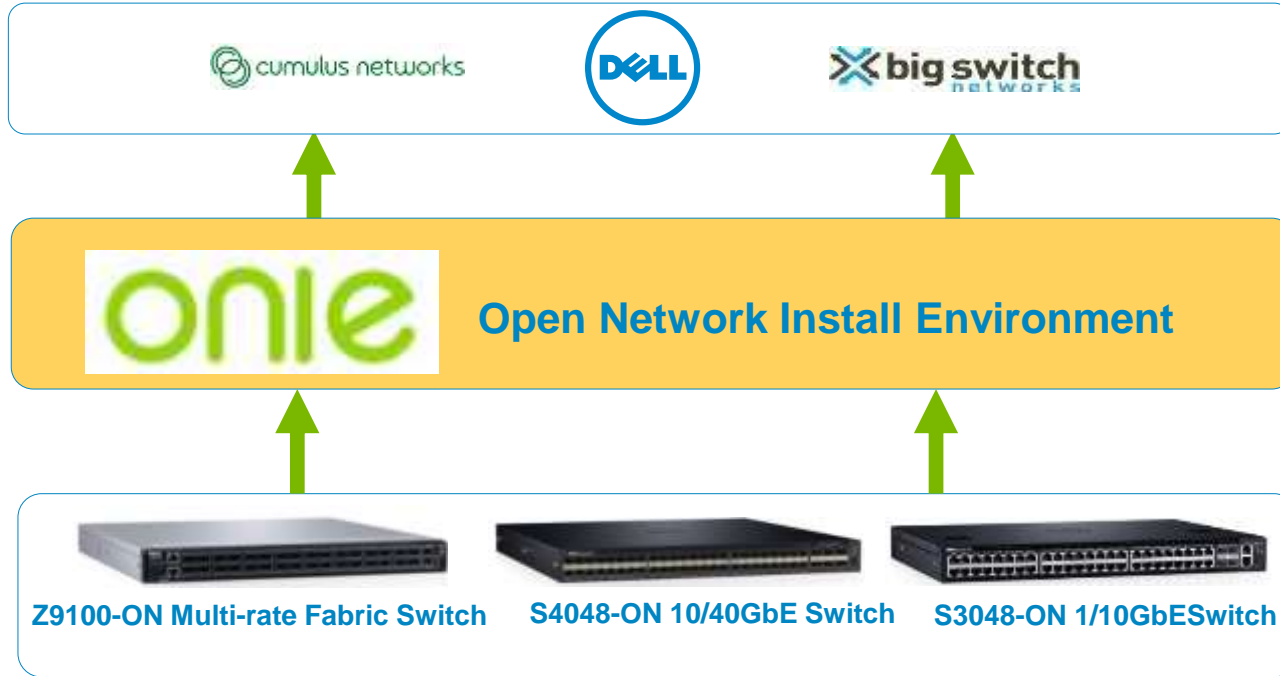 cumulus networks
DELL
big switch
networks
onie
Open Network Install Environment
Z9100-ON Multi-rate Fabric Switch
S4048-ON 10/40GbE Switch
S3048-ON 1/10GbESwitch